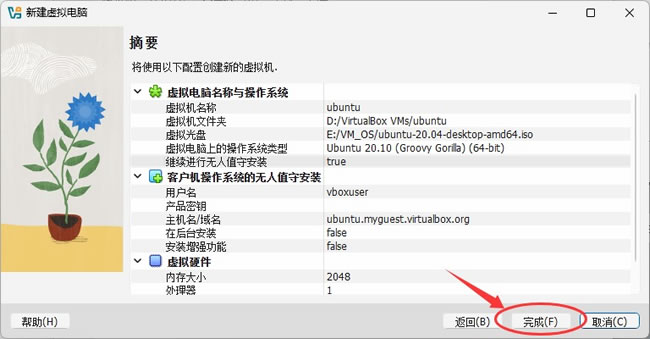 新建虚拟电脑
摘要
将使用以下配置创建新的虚拟机.
虚拟电脑名称与操作系统
虚拟机名称 ubuntu
虚拟机文件夹 D:/VirtualBox VMs/ubuntu
虚拟光盘 E:/VM_OS/ubuntu-20.04-desktop-amd64.iso
虚拟电脑上的操作系统类型 Ubuntu 20.10 (Groovy Gorilla) (64-bit)
继续进行无人值守安装 true
客户机操作系统的无人值守安装
用户名 vboxuser
产品密钥
主机名/域名 ubuntu.myguest.virtualbox.org
在后台安装 false
安装增强功能 false
虚拟硬件
内存大小 2048
处理器 1
帮助(H) 返回(B) 完成(F) 取消(C)